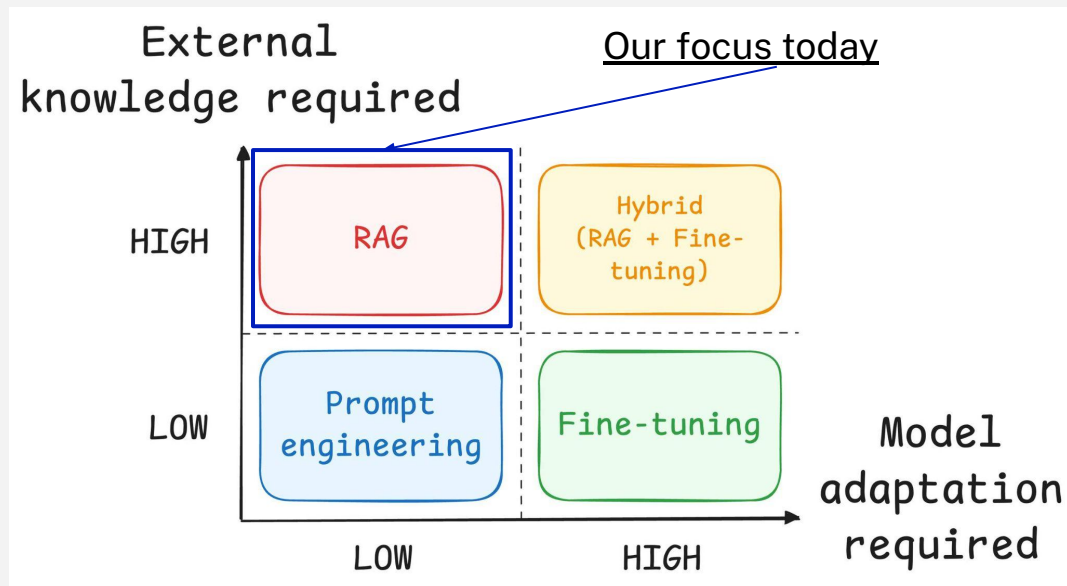 External
knowledge required
Our focus today
HIGH
RAG
Hybrid
(RAG + Fine-
tuning)
LOW
Prompt
engineering
Fine-tuning
Model
adaptation
required
LOW
HIGH